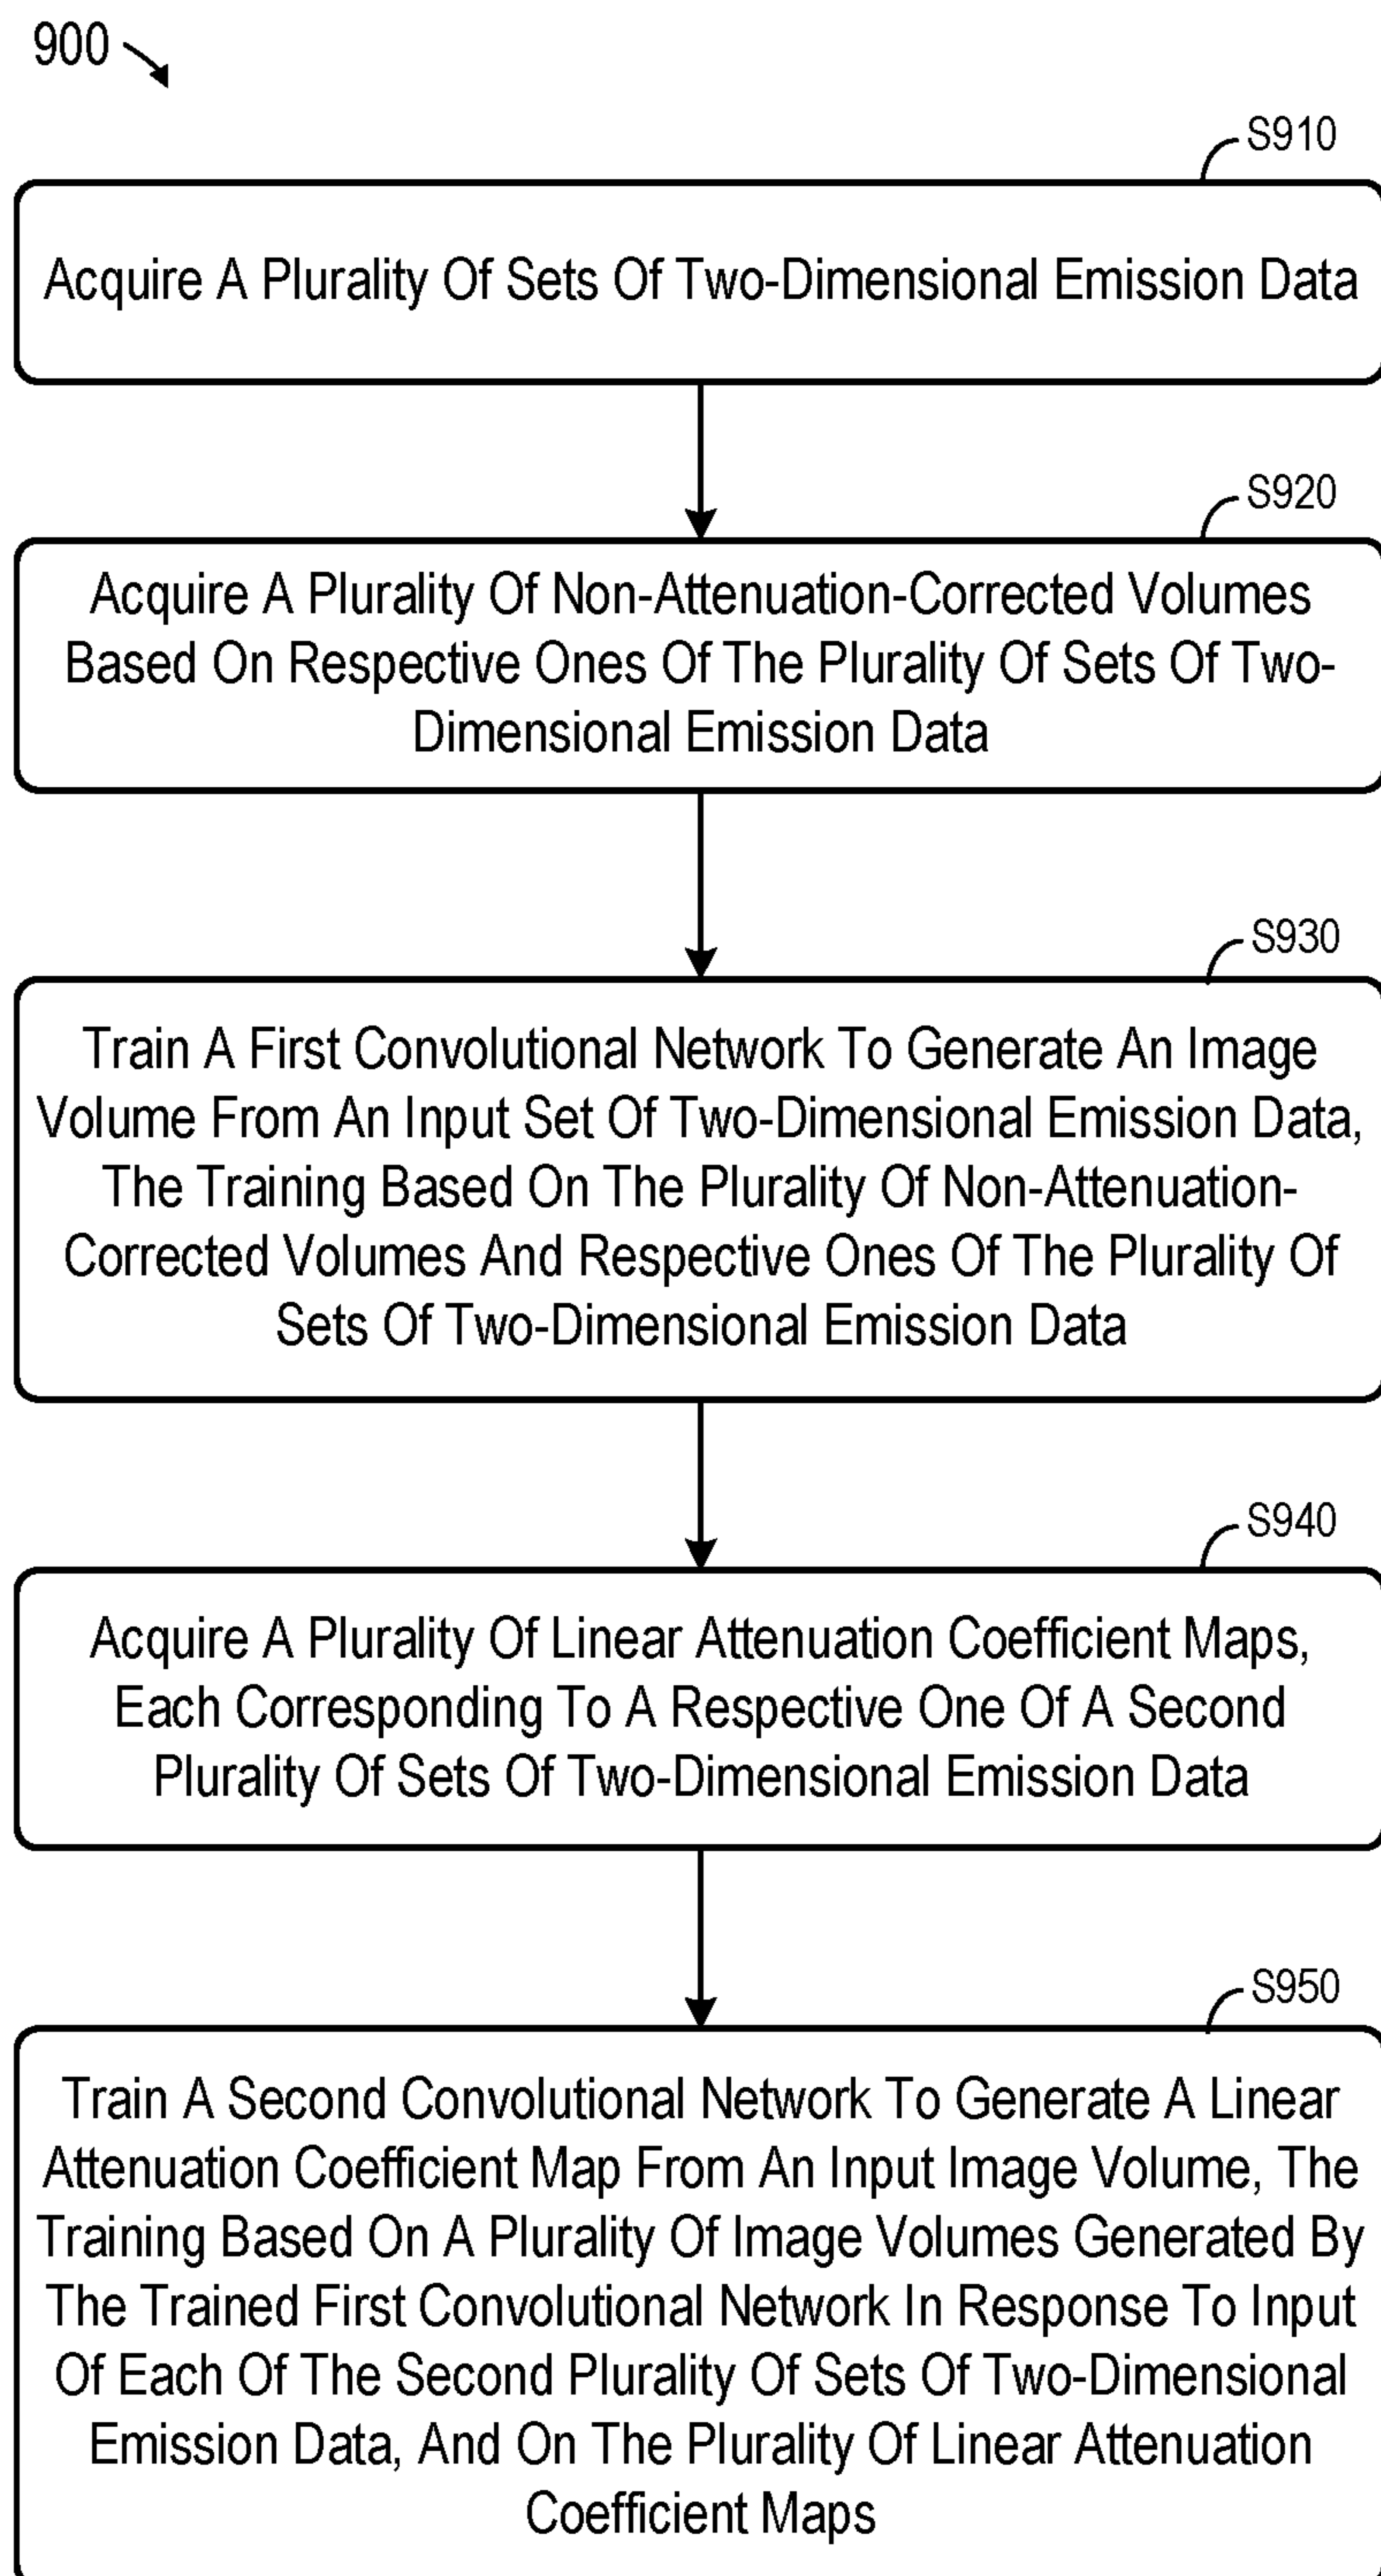 900
S910
Acquire A Plurality Of Sets Of Two-Dimensional Emission Data
S920
Acquire A Plurality Of Non-Attenuation-Corrected Volumes
Based On Respective Ones Of The Plurality Of Sets Of Two-
Dimensional Emission Data
S930
Train A First Convolutional Network To Generate An Image
Volume From An Input Set Of Two-Dimensional Emission Data,
The Training Based On The Plurality Of Non-Attenuation-
Corrected Volumes And Respective Ones Of The Plurality Of
Sets Of Two-Dimensional Emission Data
S940
Acquire A Plurality Of Linear Attenuation Coefficient Maps,
Each Corresponding To A Respective One Of A Second
Plurality Of Sets Of Two-Dimensional Emission Data
S950
Train A Second Convolutional Network To Generate A Linear
Attenuation Coefficient Map From An Input Image Volume, The
Training Based On A Plurality Of Image Volumes Generated By
The Trained First Convolutional Network In Response To Input
Of Each Of The Second Plurality Of Sets Of Two-Dimensional
Emission Data, And On The Plurality Of Linear Attenuation
Coefficient Maps